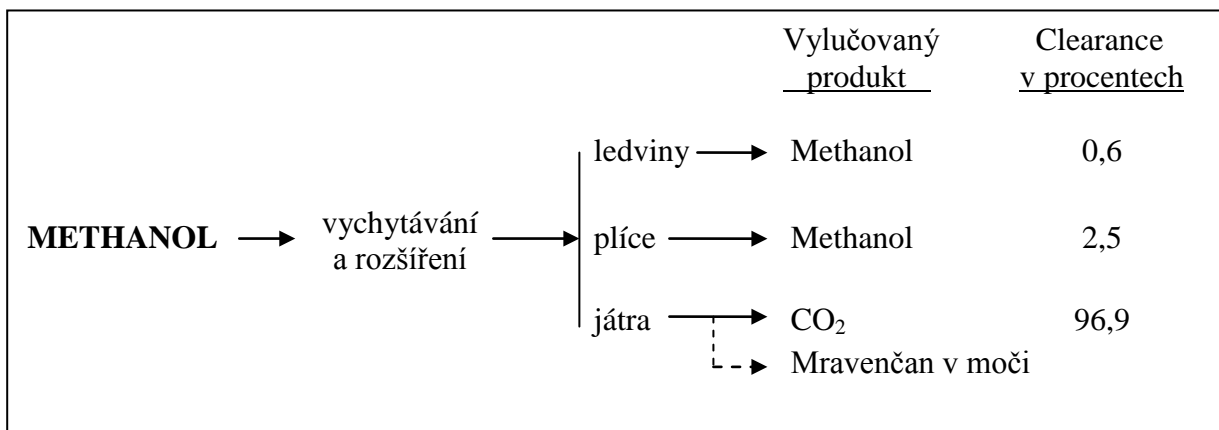 Vylučovaný Clearance
produkt v procentech
ledviny Methanol 0,6
METHANOL vychytávání plíce Methanol 2,5
a rozšíření
játra CO₂ 96,9
Mravenčan v moči